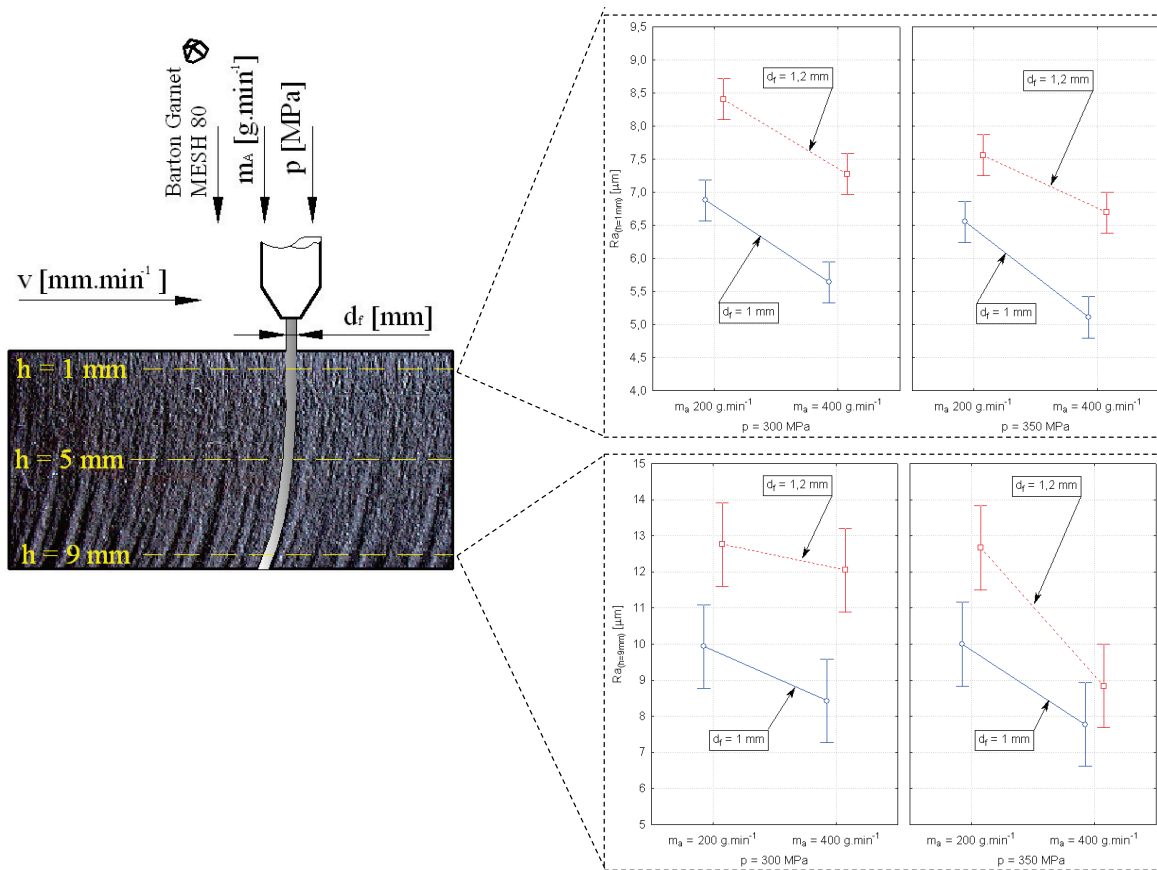 Barton Garnet
MESH 80
mA [g.min-1]
p [MPa]
v [mm.min-1]
df [mm]
h = 1 mm
h = 5 mm
h = 9 mm
9,5
9,0
8,5
8,0
7,5
7,0
6,5
6,0
5,5
5,0
4,5
4,0
Ra(h=1mm) [µm]
df = 1,2 mm
df = 1 mm
ma 200 g.min-1
ma = 400 g.min-1
p = 300 MPa
df = 1,2 mm
df = 1 mm
ma 200 g.min-1
ma = 400 g.min-1
p = 350 MPa
15
14
13
12
11
10
9
8
7
6
5
Ra(h=9mm) [µm]
df = 1,2 mm
df = 1 mm
ma = 200 g.min-1
ma = 400 g.min-1
p = 300 MPa
df = 1,2 mm
df = 1 mm
ma = 200 g.min-1
ma = 400 g.min-1
p = 350 MPa